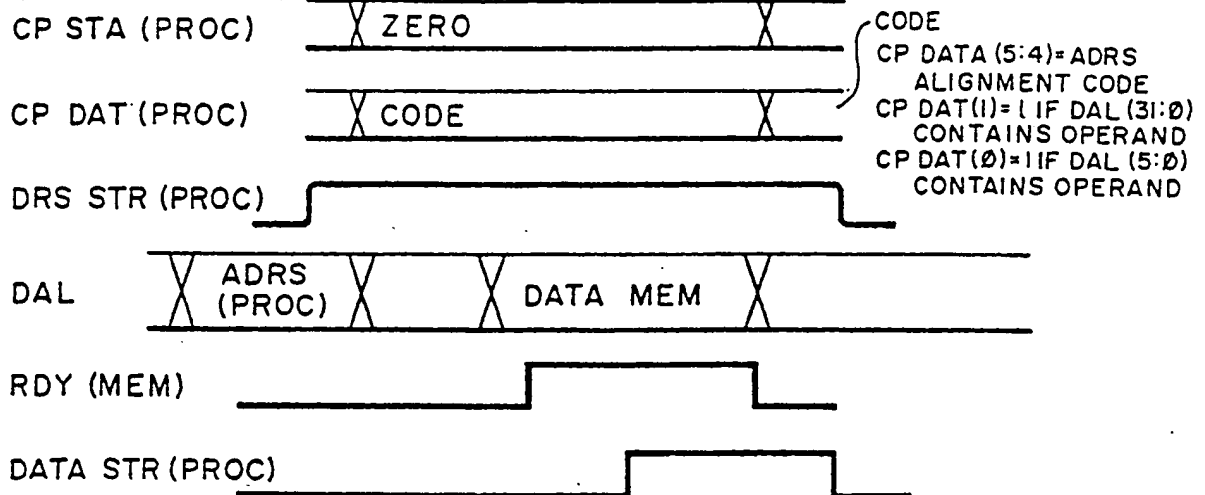 CP STA (PROC)
ZERO
CP DAT (PROC)
CODE
CODE
CP DATA (5:4)=ADRS
ALIGNMENT CODE
CP DAT(1)=1 IF DAL (31:Ø)
CONTAINS OPERAND
CP DAT(Ø)=1 IF DAL (5:Ø)
CONTAINS OPERAND
DRS STR (PROC)
DAL
ADRS
(PROC)
DATA MEM
RDY (MEM)
DATA STR (PROC)